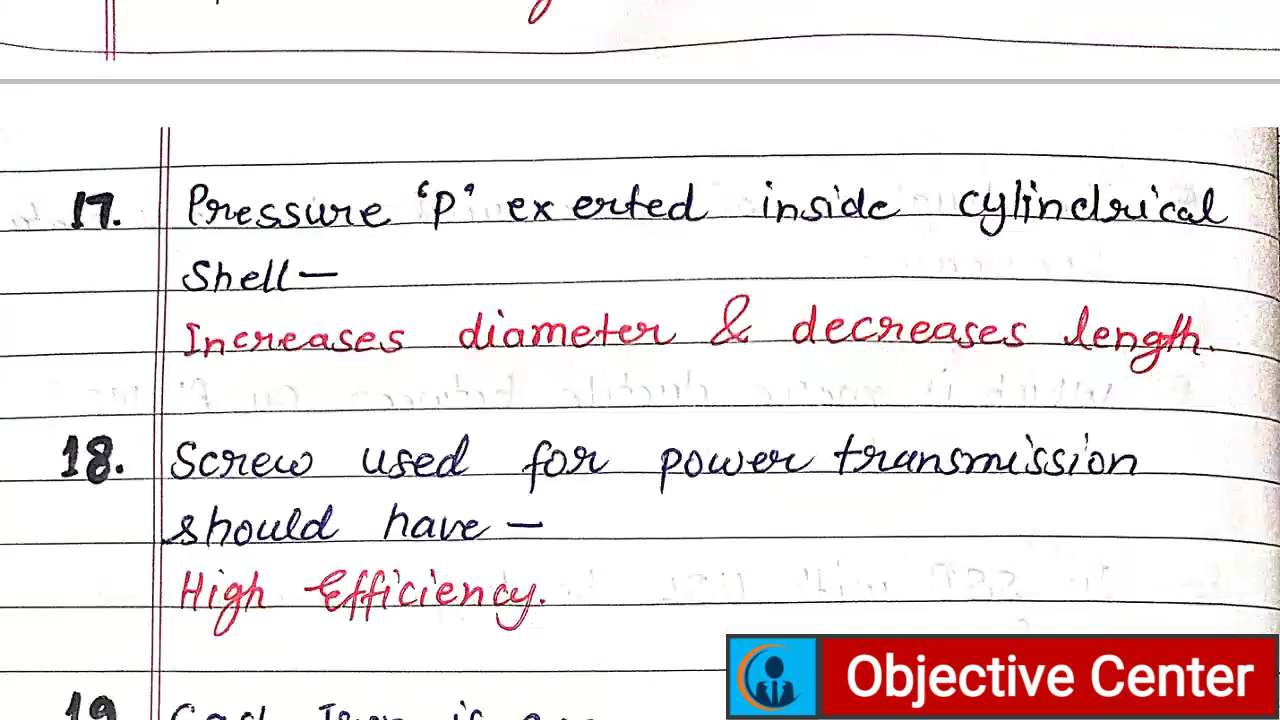 17. Pressure 'P' exerted inside cylindrical
Shell—
Increases diameter & decreases length.
18. Screw used for power transmission
should have —
High Efficiency.
19
Objective Center